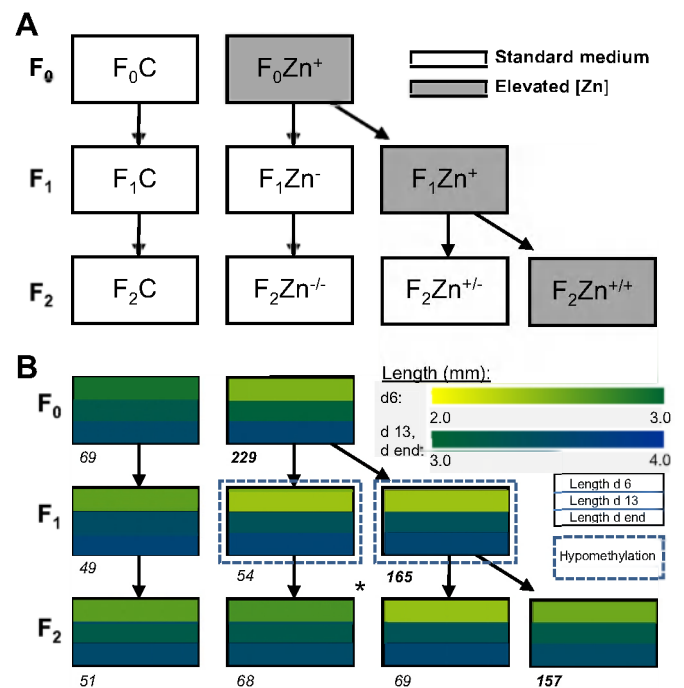 A
F₀ F₀C F₀Zn⁺ Standard medium
Elevated [Zn]
F₁ F₁C F₁Zn⁻ F₁Zn⁺
F₂ F₂C F₂Zn⁻/⁻ F₂Zn⁺/⁻ F₂Zn⁺/⁺
B
Length (mm):
F₀ d6:
2.0 3.0
d 13,
d end:
3.0 4.0
69 229
F₁ Length d 6
Length d 13
Length d end
Hypomethylation
49 54 165
*
F₂
51 68 69 157